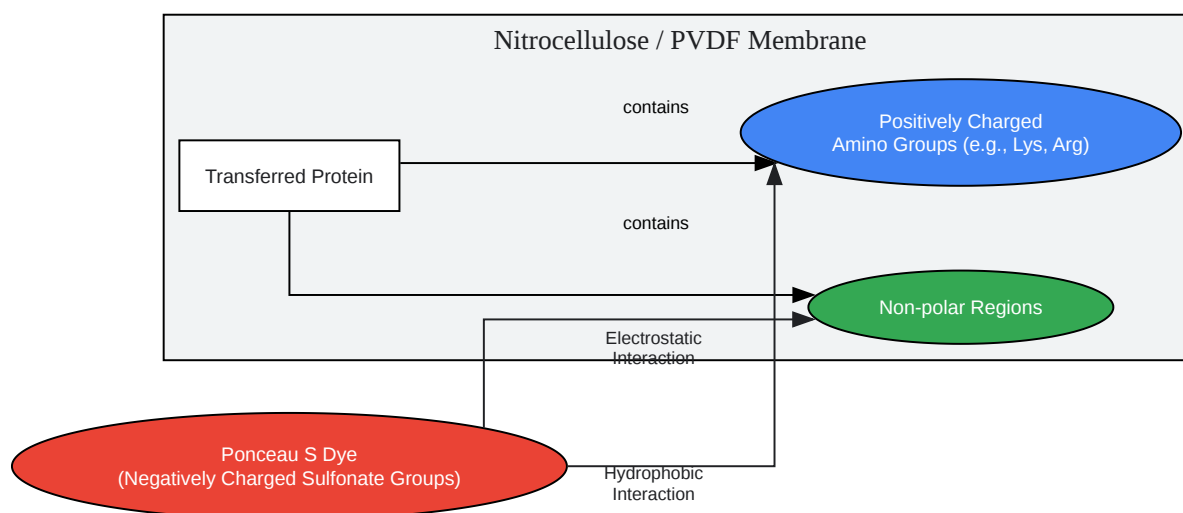 Nitrocellulose / PVDF Membrane
contains
Positively Charged
Amino Groups (e.g., Lys, Arg)
Transferred Protein
contains
Non-polar Regions
Electrostatic
Interaction
Ponceau S Dye
(Negatively Charged Sulfonate Groups)
Hydrophobic
Interaction